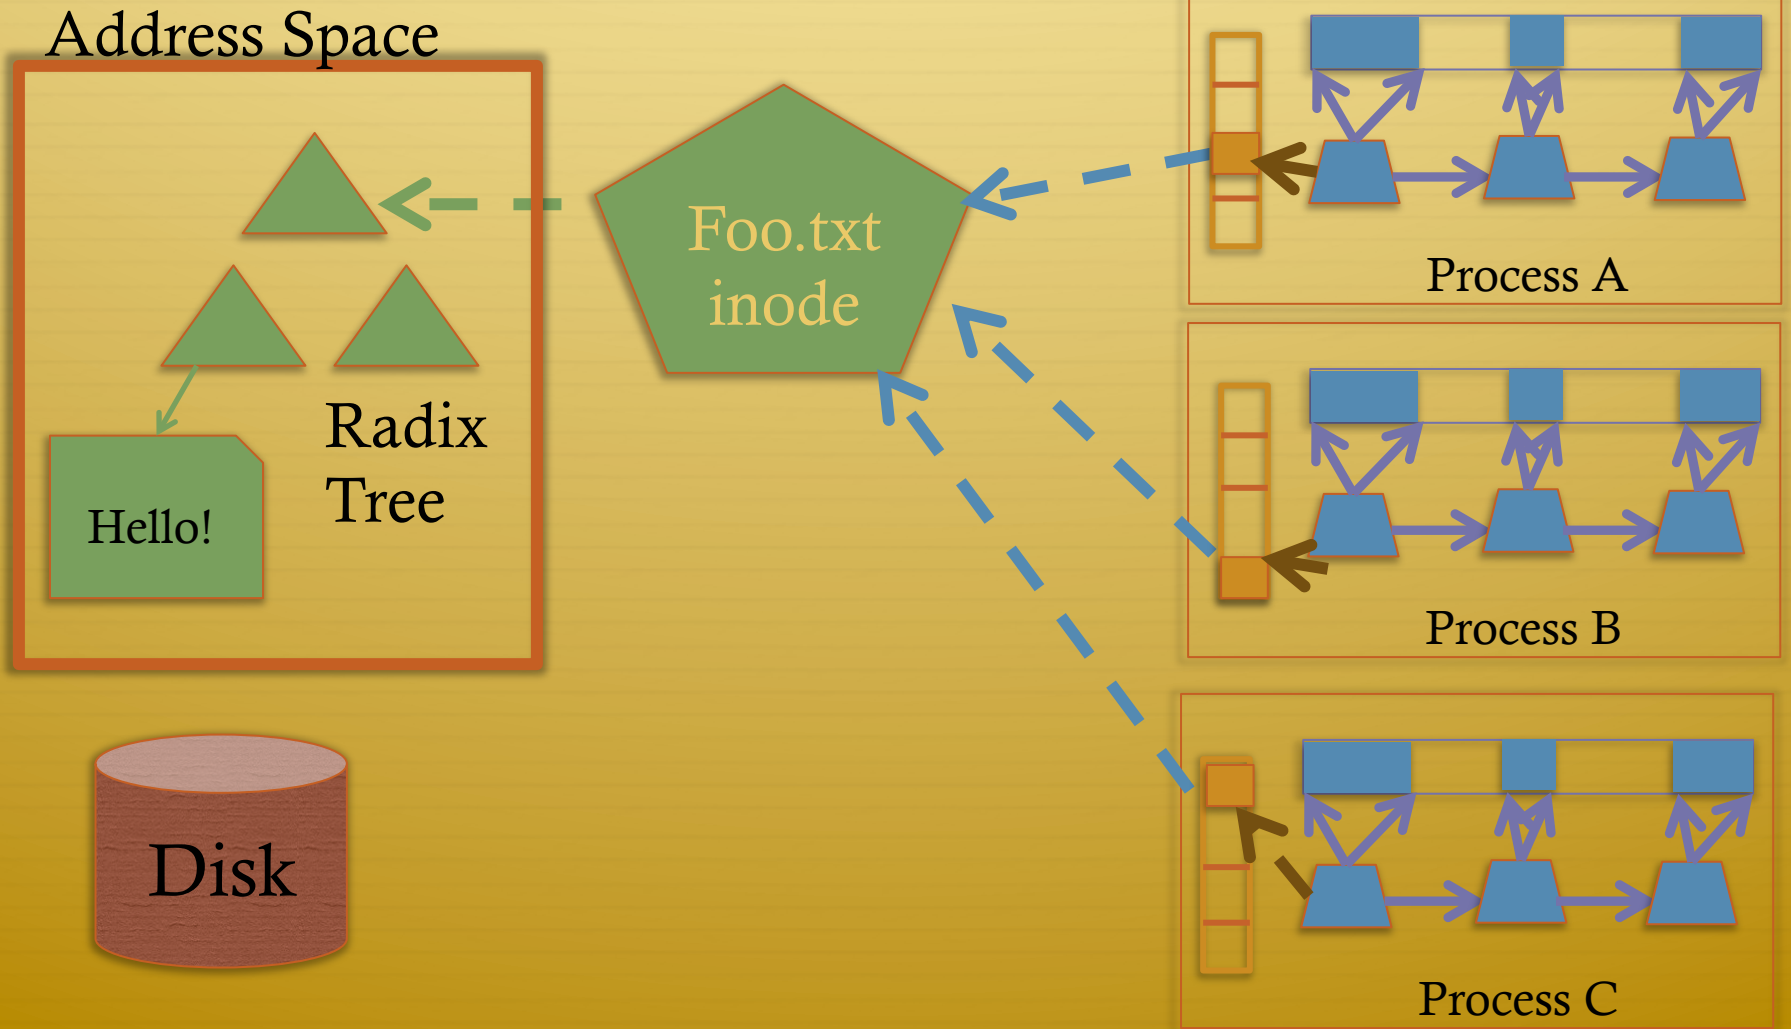 Address Space
Foo.txt
inode
Radix
Tree
Hello!
Disk
Process A
Process B
Process C